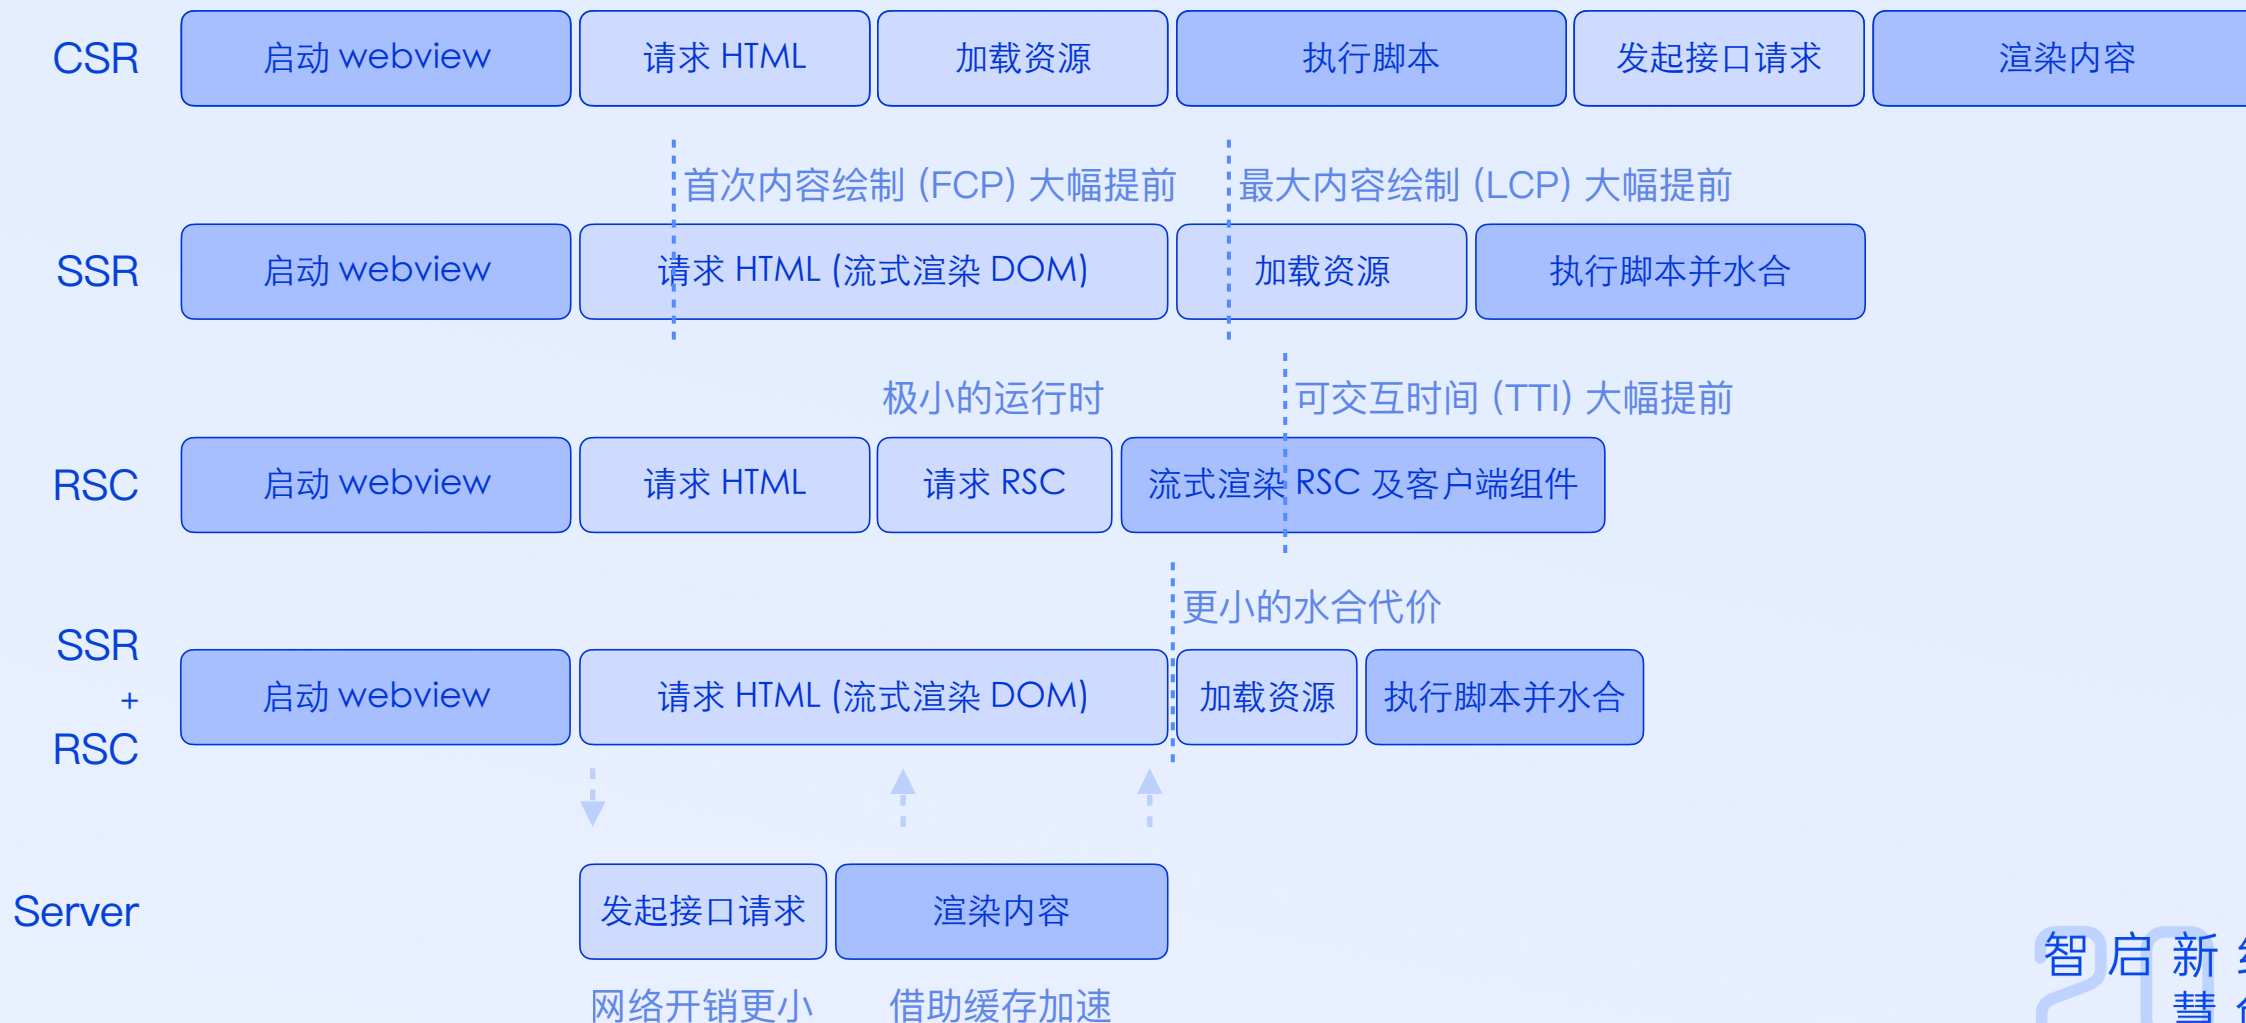 CSR 启动 webview 请求 HTML 加载资源 执行脚本 发起接口请求 渲染内容
首次内容绘制 (FCP) 大幅提前 最大内容绘制 (LCP) 大幅提前
SSR 启动 webview 请求 HTML (流式渲染 DOM) 加载资源 执行脚本并水合
极小的运行时 可交互时间 (TTI) 大幅提前
RSC 启动 webview 请求 HTML 请求 RSC 流式渲染 RSC 及客户端组件
更小的水合代价
SSR
+
RSC
启动 webview 请求 HTML (流式渲染 DOM) 加载资源 执行脚本并水合
Server 发起接口请求 渲染内容
网络开销更小 借助缓存加速
20
智启新
彗